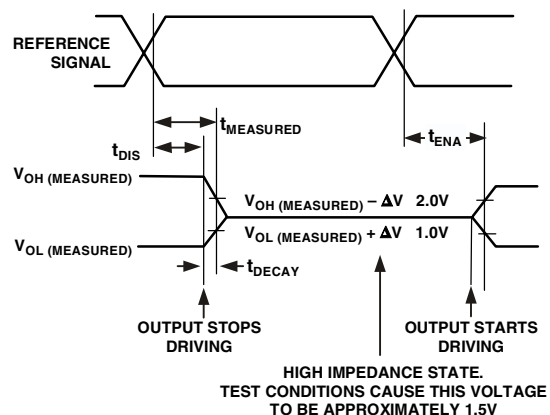 REFERENCE
SIGNAL
tMEASURED
tDIS
tENA
VOH (MEASURED)
VOH (MEASURED) – ΔV 2.0V
VOL (MEASURED) + ΔV 1.0V
VOL (MEASURED)
tDECAY
OUTPUT STOPS
DRIVING
OUTPUT STARTS
DRIVING
HIGH IMPEDANCE STATE.
TEST CONDITIONS CAUSE THIS VOLTAGE
TO BE APPROXIMATELY 1.5V